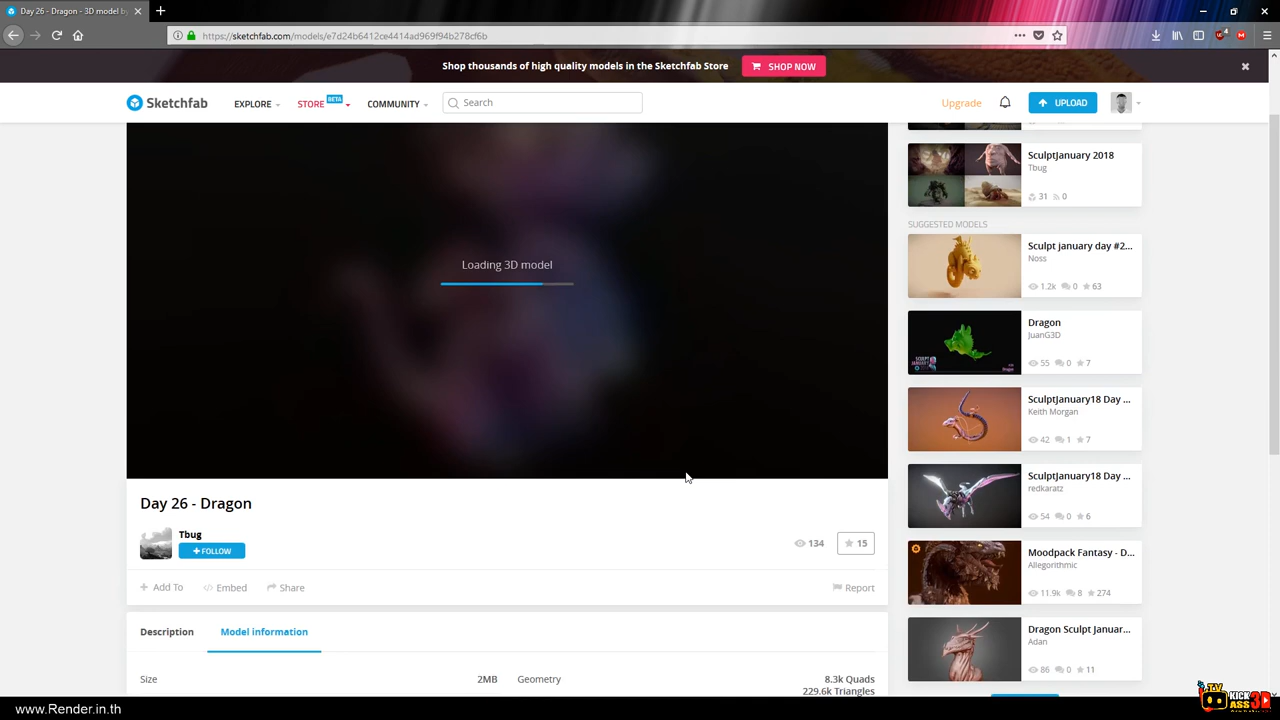 Day 26 - Dragon - 3D model by
https://sketchfab.com/models/e7d24b6412ce4414ad969f94b278cf6b
4
Shop thousands of high quality models in the Sketchfab Store
SHOP NOW
Sketchfab
EXPLORE
STORE BETA
COMMUNITY
Search
Upgrade
UPLOAD
Loading 3D model
Day 26 - Dragon
Tbug
+ FOLLOW
134
15
Add To
Embed
Share
Report
Description
Model information
Size 2MB
Geometry 8.3k Quads
229.6k Triangles
SculptJanuary 2018
Tbug
31 0
SUGGESTED MODELS
Sculpt january day #2...
Noss
1.2k 0 63
Dragon
JuanG3D
55 0 7
SculptJanuary18 Day ...
Keith Morgan
42 1 7
SculptJanuary18 Day ...
redkaratz
54 0 6
Moodpack Fantasy - D...
Allegorithmic
11.9k 8 274
Dragon Sculpt Januar...
Adan
86 0 11
www.Render.in.th
TV
KICK
ASS3D